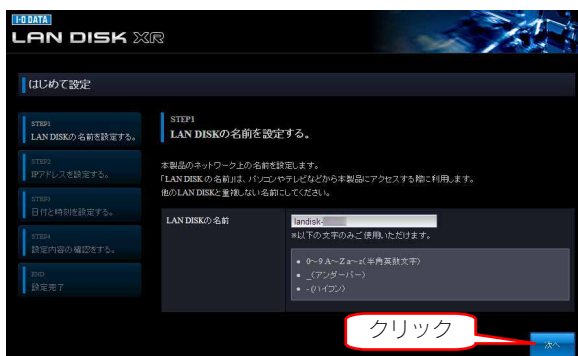 I-O DATA
LAN DISK XR
はじめて設定
STEP1
LAN DISKの名前を設定する。
STEP2
IPアドレスを設定する。
STEP3
日付と時刻を設定する。
STEP4
設定内容の確認をする。
END
設定完了
STEP1
LAN DISKの名前を設定する。
本製品のネットワーク上の名前を設定します。
「LAN DISK の名前」は、パソコンやテレビなどから本製品にアクセスする際に利用します。
他のLAN DISKと重複しない名前にしてください。
LAN DISKの名前
landisk-
※以下の文字のみご使用いただけます。
• 0～9 A～Z a～z(半角英数文字)
• _(アンダーバー)
• -(ハイフン)
クリック
次へ